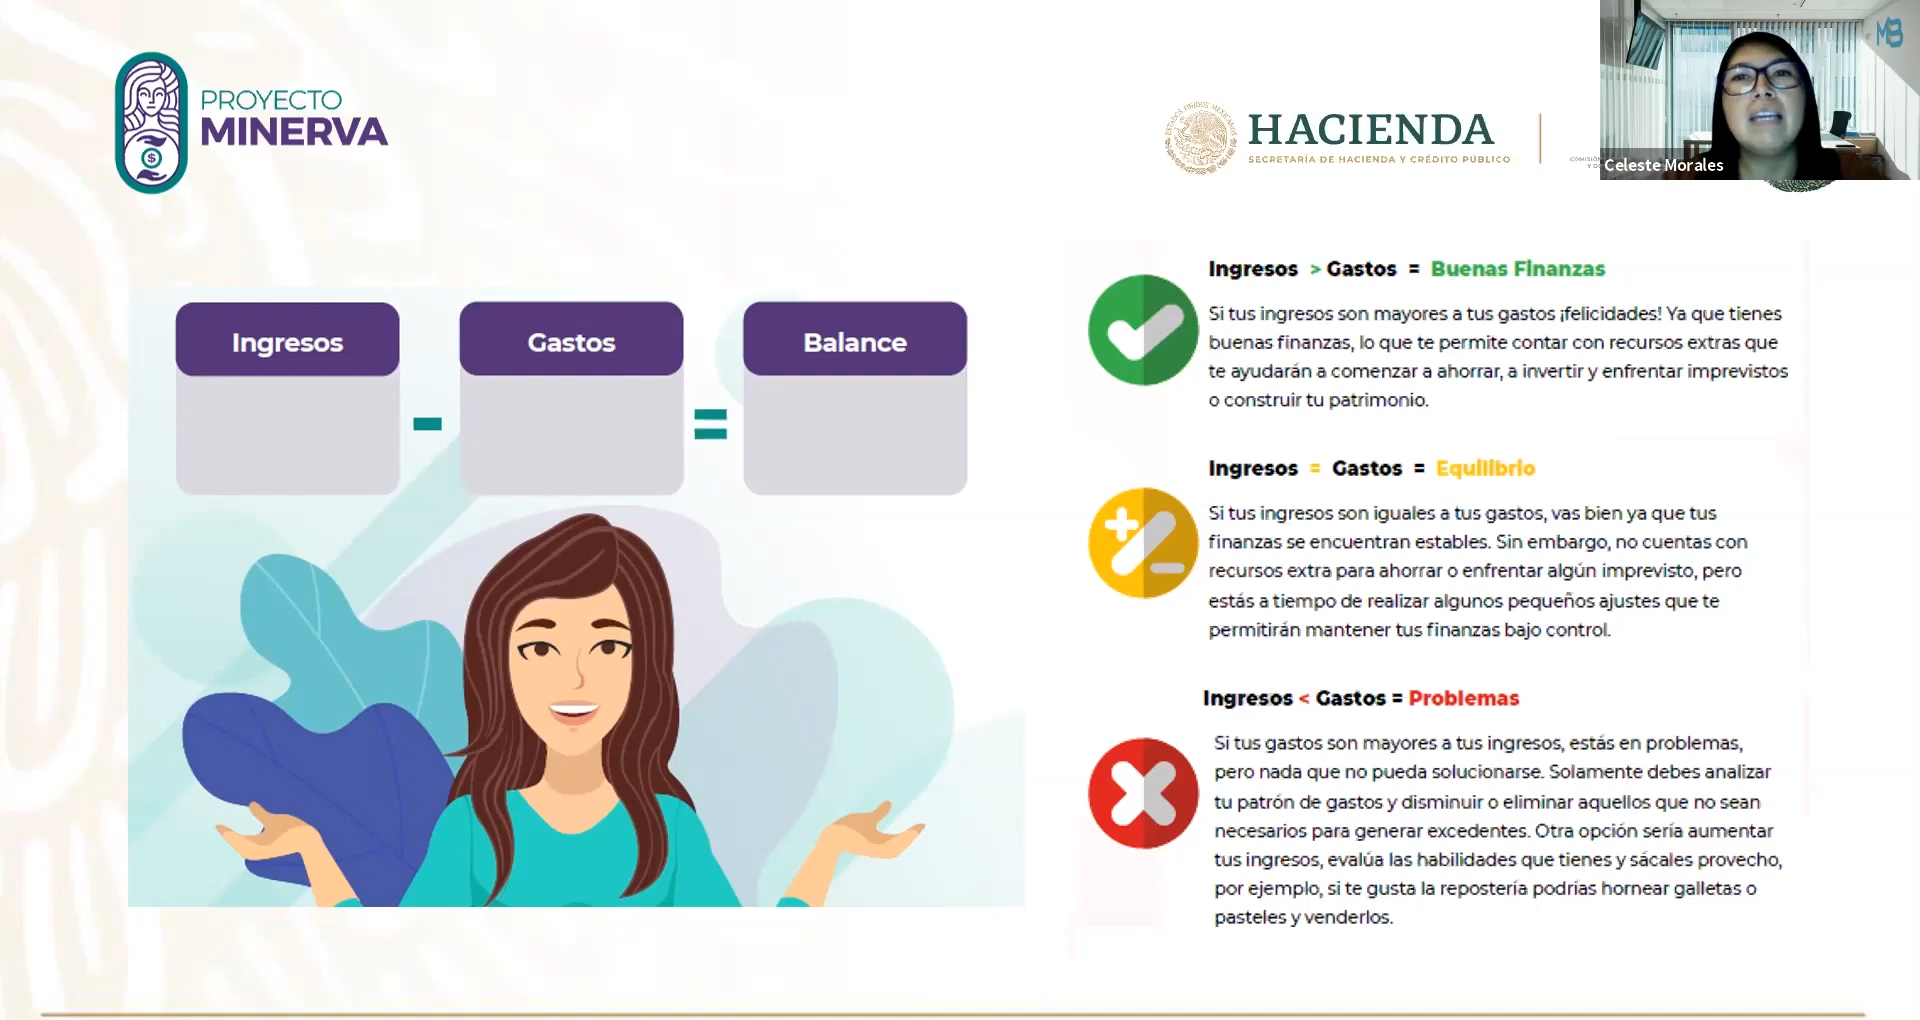 PROYECTO
MINERVA
ESTADOS UNIDOS MEXICANOS
HACIENDA
SECRETARÍA DE HACIENDA Y CRÉDITO PÚBLICO
MB
Celeste Morales
Ingresos
Gastos
Balance
-
=
$
Ingresos > Gastos = Buenas Finanzas
Si tus ingresos son mayores a tus gastos ¡felicidades! Ya que tienes
buenas finanzas, lo que te permite contar con recursos extras que
te ayudarán a comenzar a ahorrar, a invertir y enfrentar imprevistos
o construir tu patrimonio.
Ingresos = Gastos = Equilibrio
Si tus ingresos son iguales a tus gastos, vas bien ya que tus
finanzas se encuentran estables. Sin embargo, no cuentas con
recursos extra para ahorrar o enfrentar algún imprevisto, pero
estás a tiempo de realizar algunos pequeños ajustes que te
permitirán mantener tus finanzas bajo control.
Ingresos < Gastos = Problemas
Si tus gastos son mayores a tus ingresos, estás en problemas,
pero nada que no pueda solucionarse. Solamente debes analizar
tu patrón de gastos y disminuir o eliminar aquellos que no sean
necesarios para generar excedentes. Otra opción sería aumentar
tus ingresos, evalúa las habilidades que tienes y sácales provecho,
por ejemplo, si te gusta la repostería podrías hornear galletas o
pasteles y venderlos.